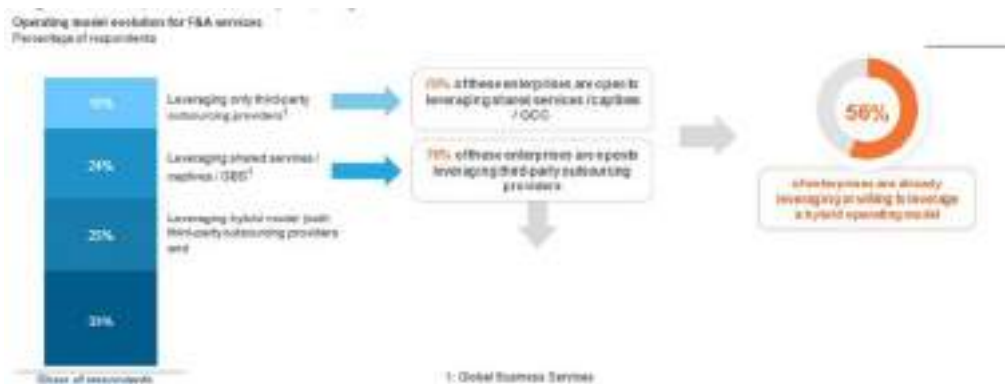 Operating model evolution for F&A services
Percentage of respondents
Leveraging only third-party
outsourcing providers
of these enterprises are open to
leveraging shared services / captives
24%
Leveraging shared services /
captives / GBS
of these enterprises are open to
leveraging third-party outsourcing
providers
25%
Leveraging hybrid model (both
third-party outsourcing providers
and
56%
of enterprises are already
leveraging or willing to leverage
a hybrid operating model
Share of respondents
1: Global Business Services